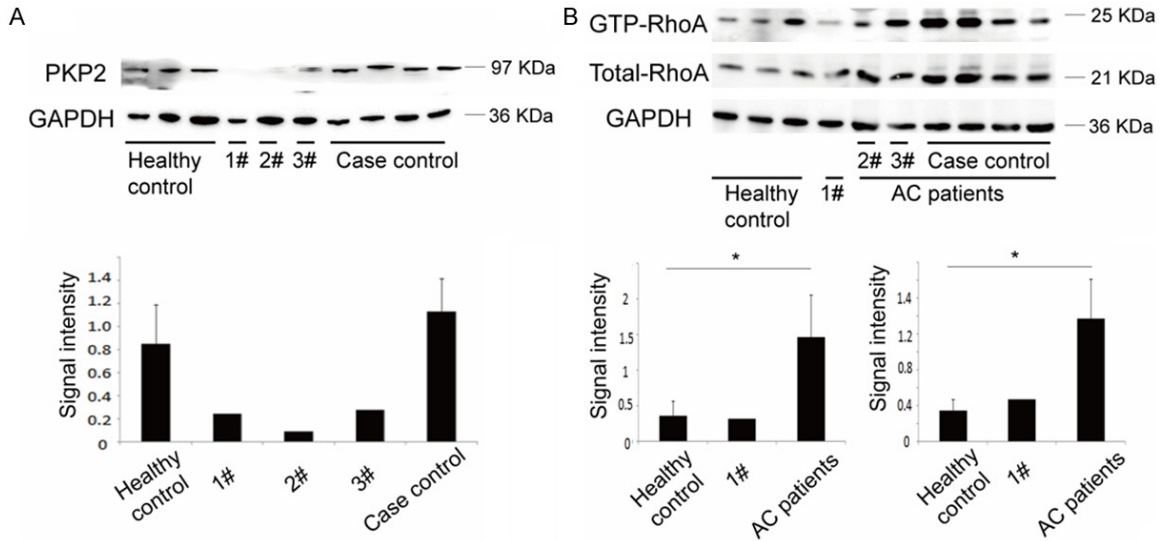 A
PKP2
97 KDa
GAPDH
36 KDa
Healthy
control
1#
2#
3#
Case control
Signal intensity
1.4
1.2
1.0
0.8
0.6
0.4
0.2
0
Healthy
control
1#
2#
3#
Case control
B
GTP-RhoA
25 KDa
Total-RhoA
21 KDa
GAPDH
36 KDa
2#
3#
Case control
Healthy
control
1#
AC patients
Signal intensity
2
1.5
1
0.5
0
*
Healthy
control
1#
AC patients
Signal intensity
1.4
1.2
0.8
0.4
0
*
Healthy
control
1#
AC patients